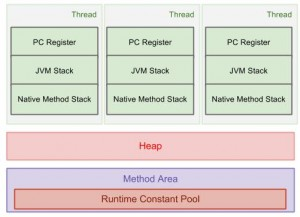 Thread Thread Thread
PC Register PC Register PC Register
JVM Stack JVM Stack JVM Stack
Native Method Stack Native Method Stack Native Method Stack
Heap
Method Area
Runtime Constant Pool